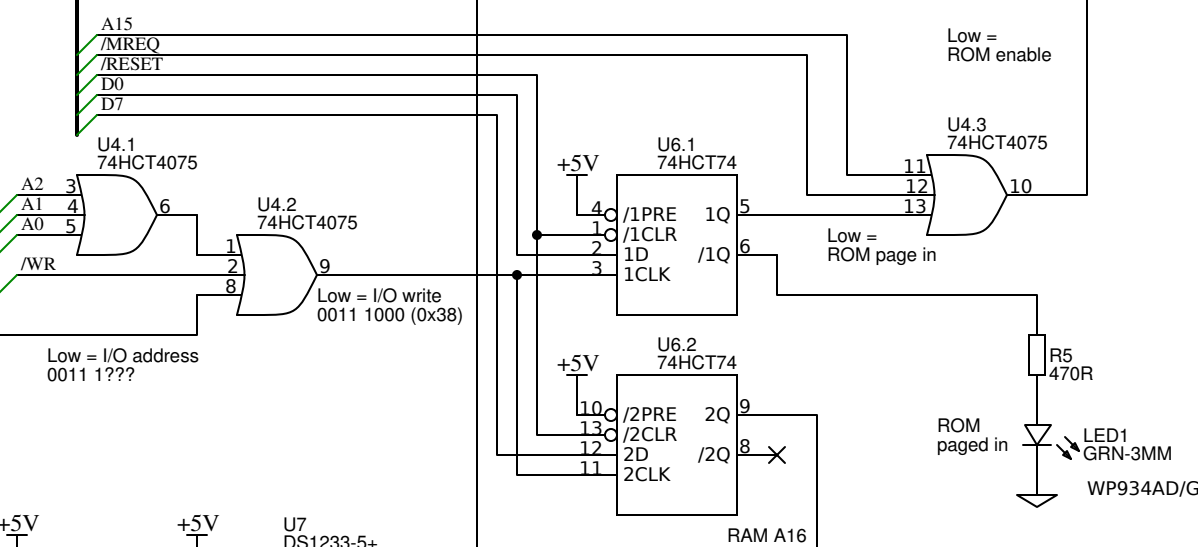 A15
/MREQ
/RESET
D0
D7
Low =
ROM enable
U4.1
74HCT4075
A2 3
A1 4
A0 5
6
/WR
U4.2
74HCT4075
1
2
8
9
Low = I/O write
0011 1000 (0x38)
Low = I/O address
0011 1???
U6.1
74HCT74
+5V
4 /1PRE 1Q 5
1 /1CLR
2 1D /1Q 6
3 1CLK
U4.3
74HCT4075
11
12
13
10
Low =
ROM page in
U6.2
74HCT74
+5V
10 /2PRE 2Q 9
13 /2CLR
12 2D /2Q 8
11 2CLK
R5
470R
ROM
paged in
LED1
GRN-3MM
WP934AD/G
RAM A16
+5V
+5V
U7
DS1233-5+